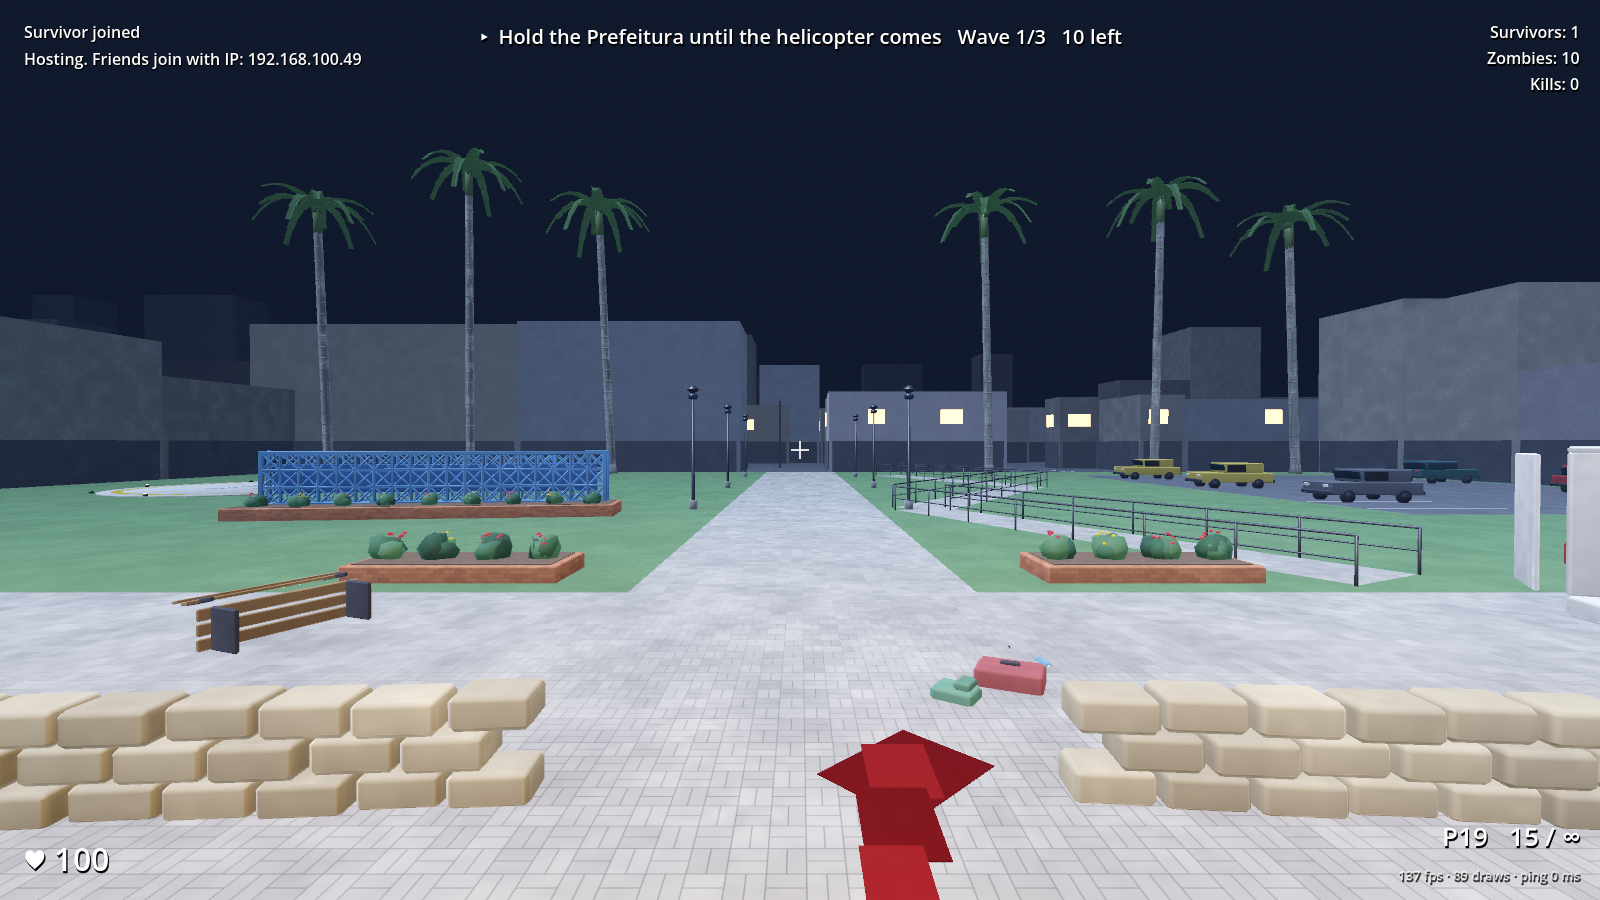 Survivor joined
Hosting. Friends join with IP: 192.168.100.49
▸ Hold the Prefeitura until the helicopter comes Wave 1/3 10 left
Survivors: 1
Zombies: 10
Kills: 0
100
P19 15 / ∞
137 fps · 89 draws · ping 0 ms